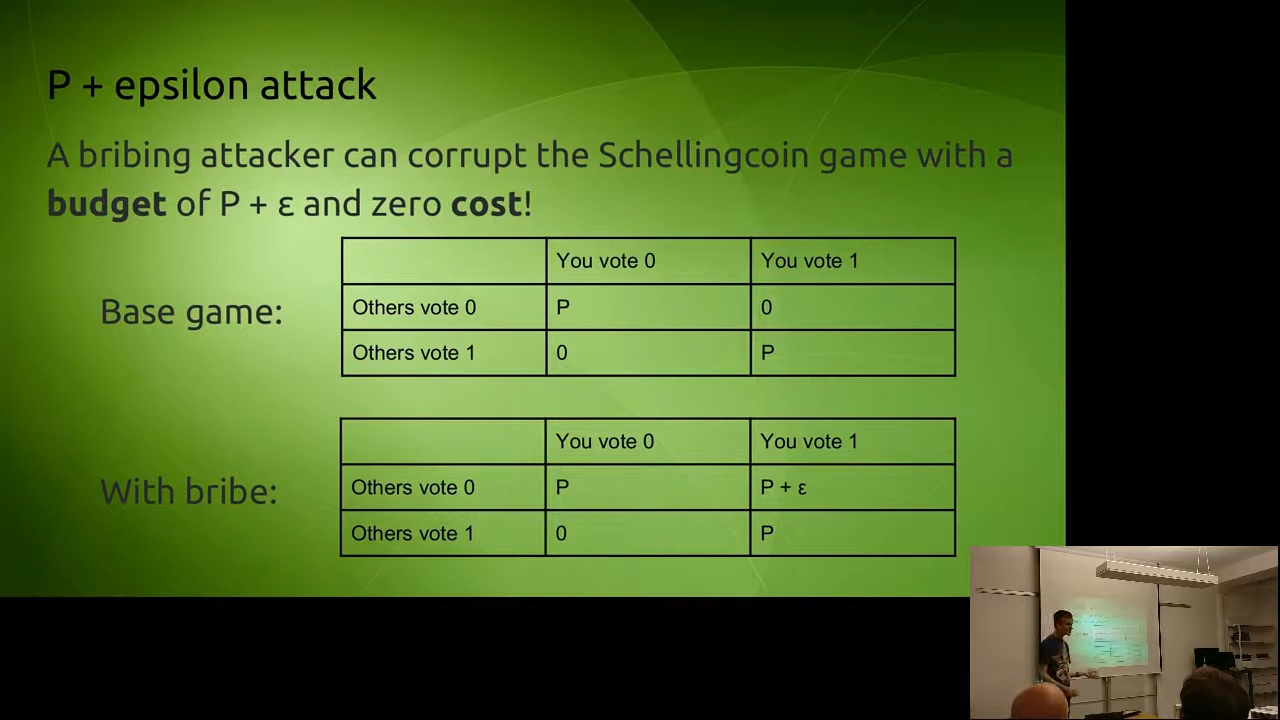 P + epsilon attack
A bribing attacker can corrupt the Schellingcoin game with a
budget of P + ε and zero cost!
Base game:
You vote 0 You vote 1
Others vote 0 P 0
Others vote 1 0 P
With bribe:
You vote 0 You vote 1
Others vote 0 P P + ε
Others vote 1 0 P